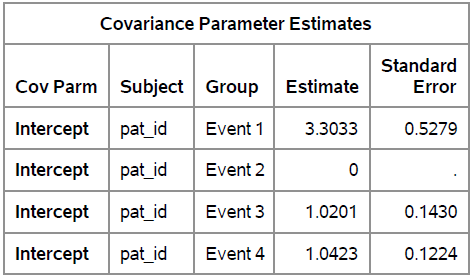 Covariance Parameter Estimates
Cov Parm Subject Group Estimate Standard Error
Intercept pat_id Event 1 3.3033 0.5279
Intercept pat_id Event 2 0 .
Intercept pat_id Event 3 1.0201 0.1430
Intercept pat_id Event 4 1.0423 0.1224